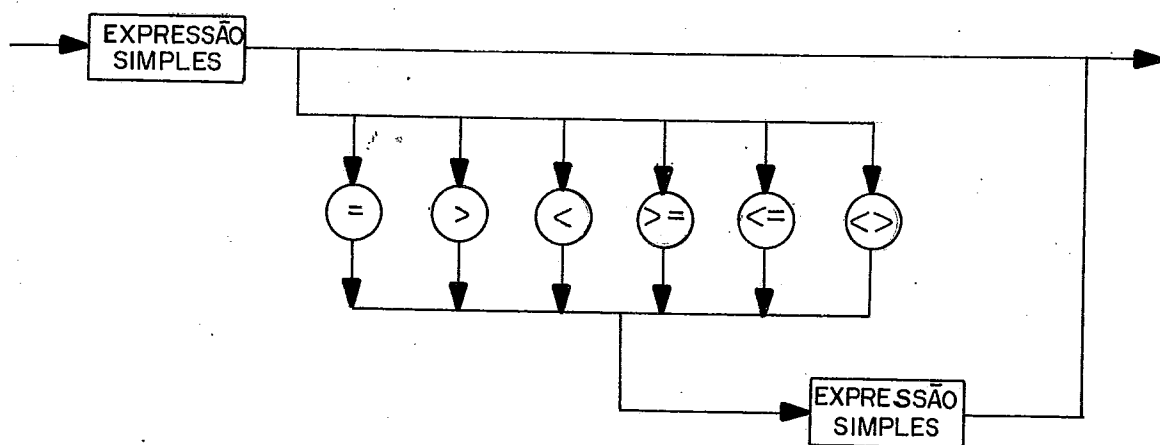 EXPRESSÃO
SIMPLES
= > < >= <= <>
EXPRESSÃO
SIMPLES